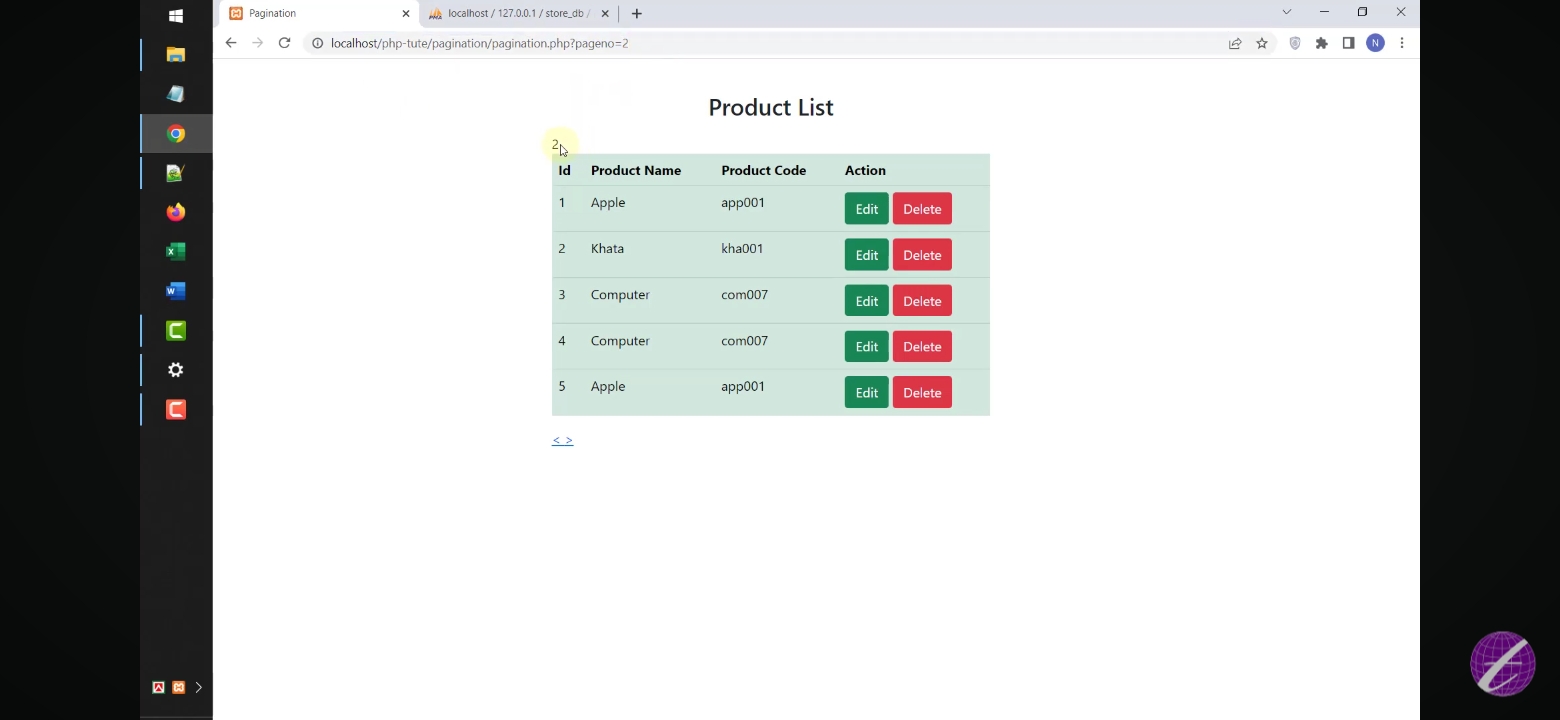 Pagination
localhost / 127.0.0.1 / store_db /
localhost/php-tute/pagination/pagination.php?pageno=2
N
Product List
2
Id Product Name Product Code Action
1 Apple app001 Edit Delete
2 Khata kha001 Edit Delete
3 Computer com007 Edit Delete
4 Computer com007 Edit Delete
5 Apple app001 Edit Delete
< >